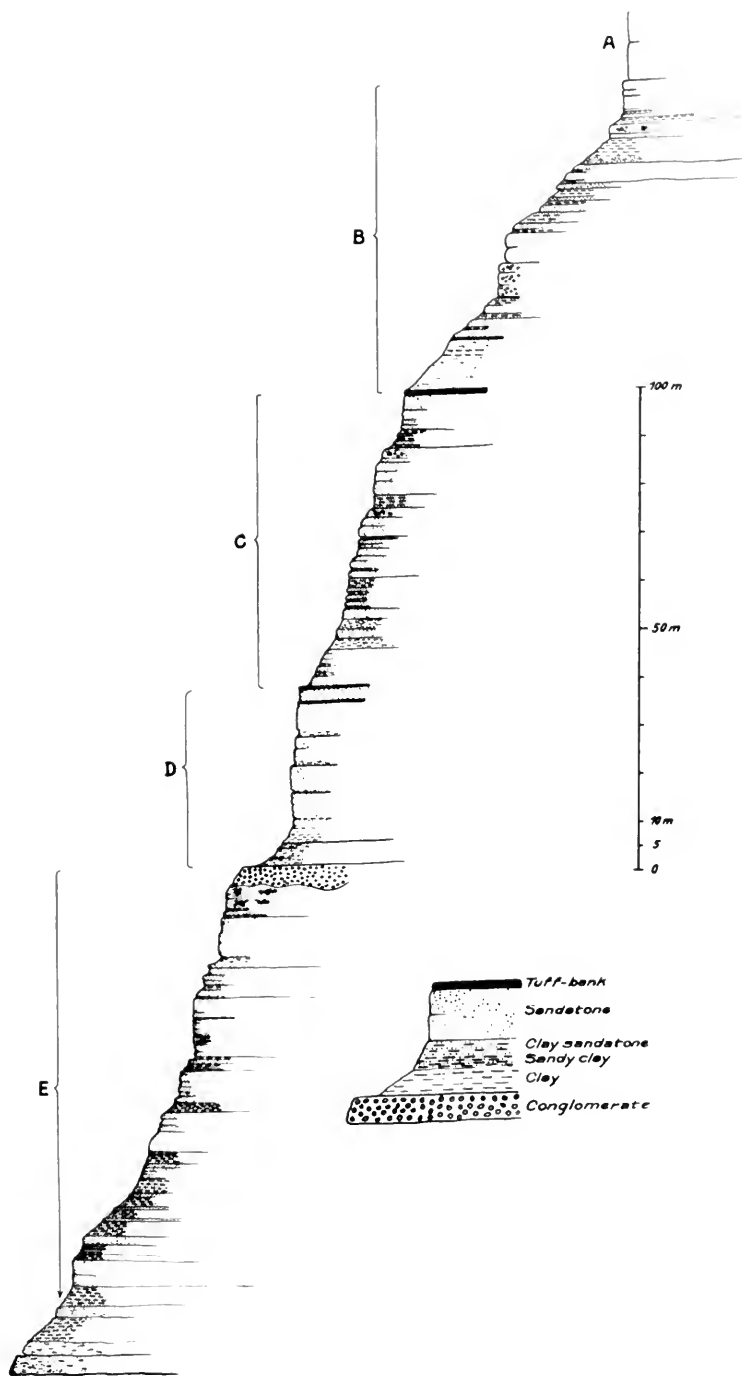 A
B
100 m
C
50 m
D
10 m
5
0
Tuff-bank
Sandstone
Clay sandstone
Sandy clay
E
Clay
Conglomerate